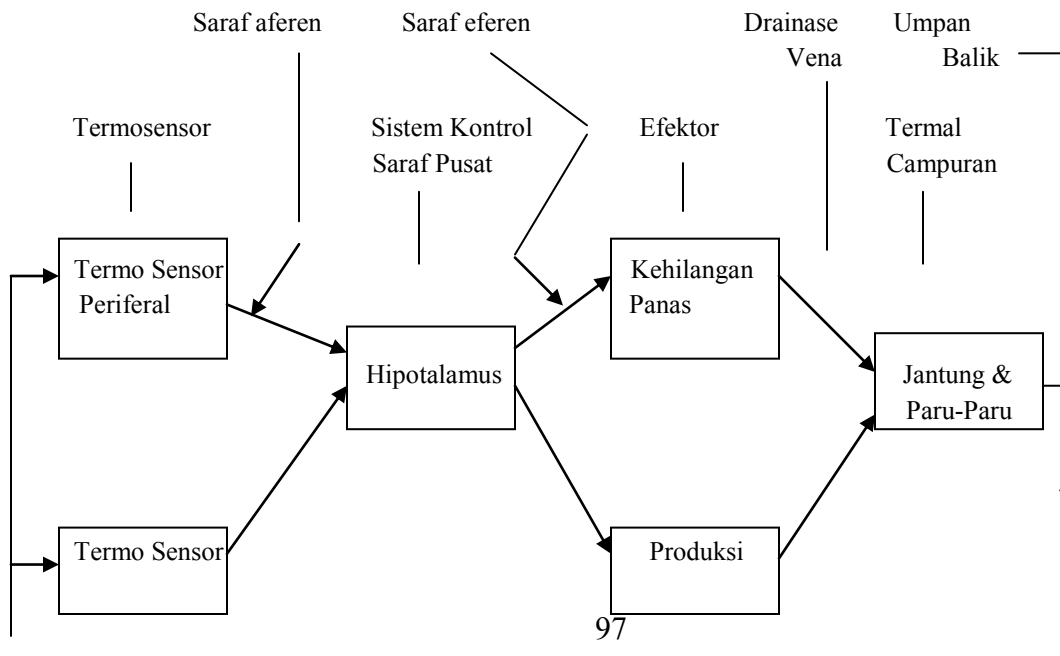 Saraf aferen Saraf eferen Drainase Umpan
Vena Balik
Termosensor Sistem Kontrol Efektor Termal
Saraf Pusat Campuran
Termo Sensor Kehilangan
Periferal Panas
Hipotalamus Jantung &
Paru-Paru
Termo Sensor Produksi
97